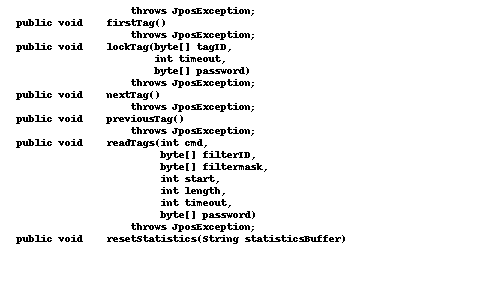 throws JposException;
public void firstTag()
throws JposException;
public void lockTag(byte[] tagID,
int timeout,
byte[] password)
throws JposException;
public void nextTag()
throws JposException;
public void previousTag()
throws JposException;
public void readTags(int cmd,
byte[] filterID,
byte[] filtermask,
int start,
int length,
int timeout,
byte[] password)
throws JposException;
public void resetStatistics(String statisticsBuffer)